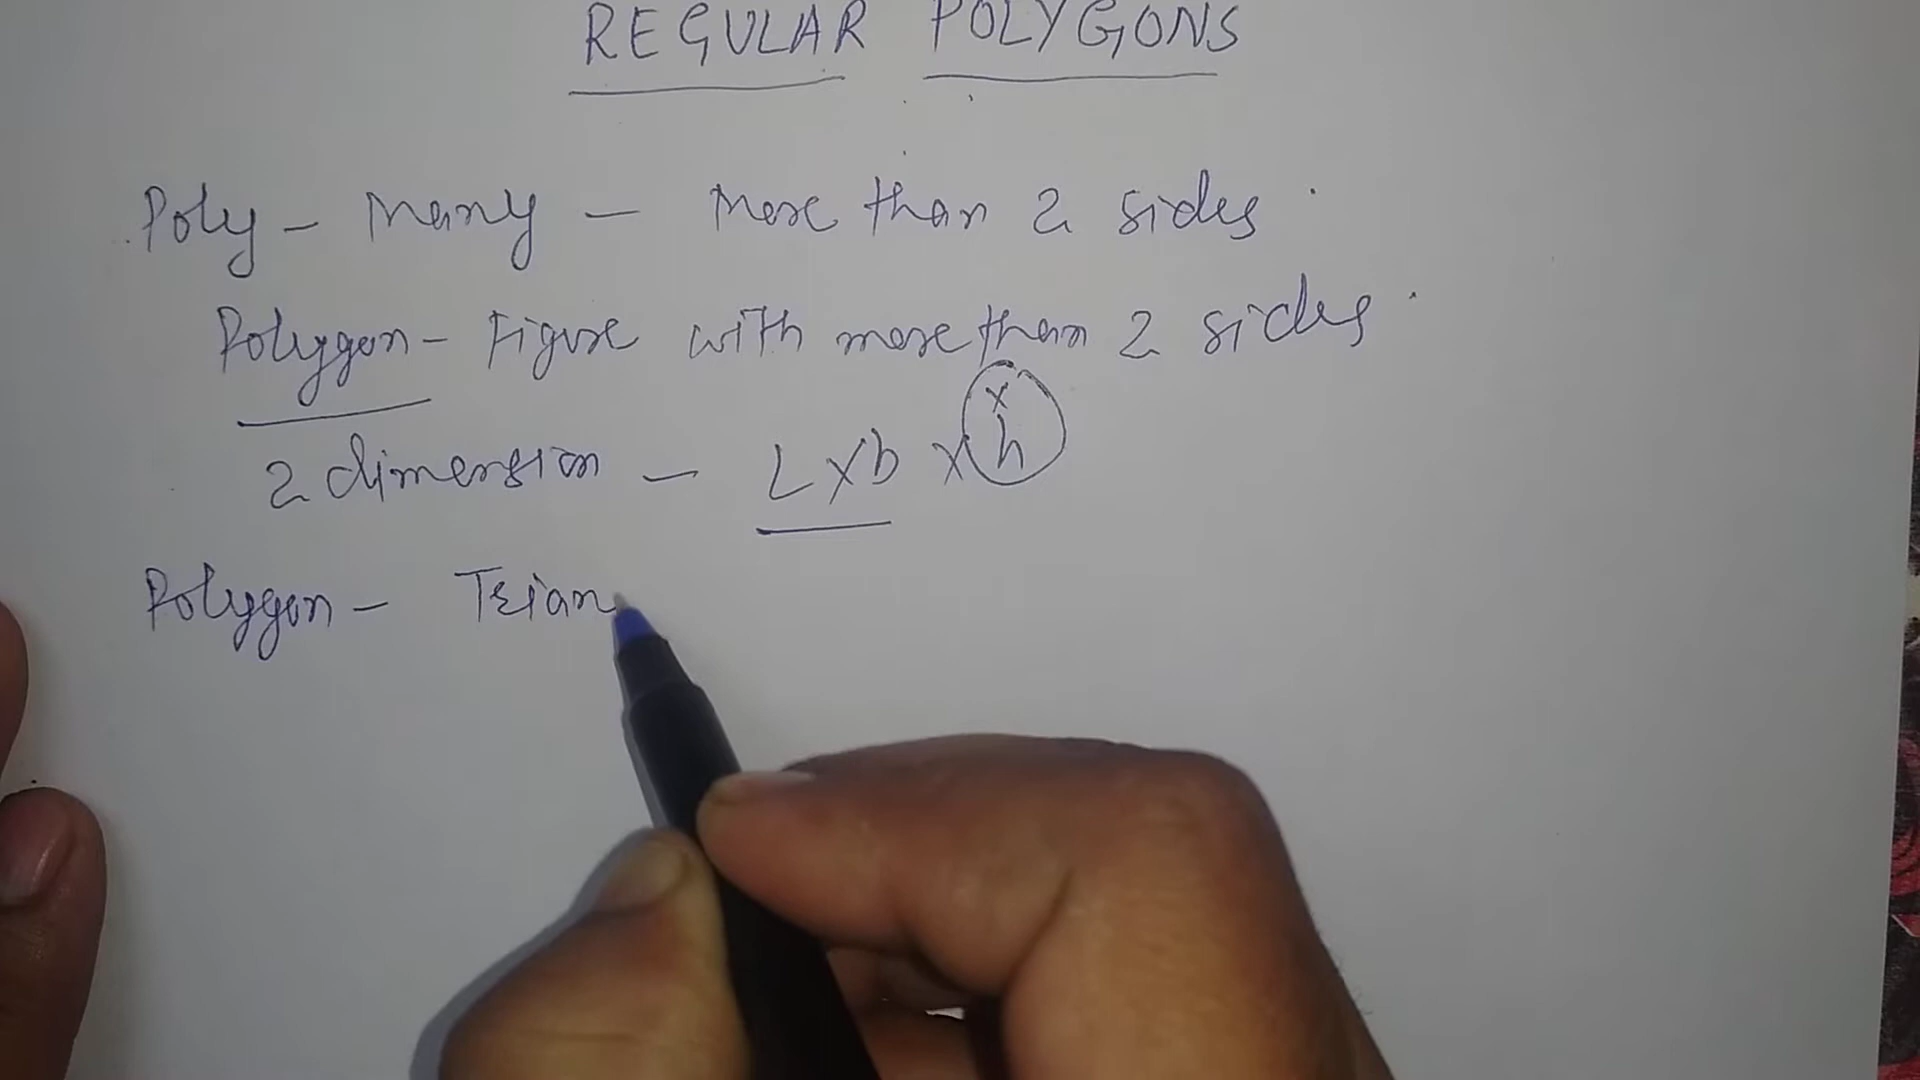 REGULAR POLYGONS
Poly - Many - More than 2 sides.
Polygon - Figure with more than 2 sides.
2 dimension - L x b x h
x
Polygon - Trian